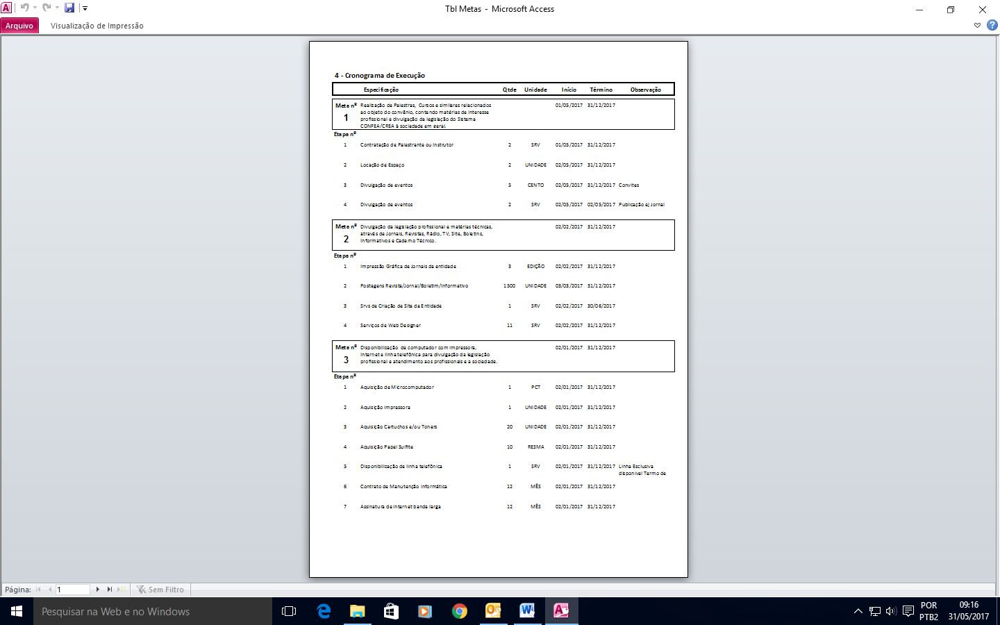 Tbl Metas - Microsoft Access
Arquivo
Visualização de Impressão
4 - Cronograma de Execução
Especificação Qtde Unidade Início Término Observação
Meta nº Realização de Palestras, Cursos e similares relacionados 01/05/2017 31/12/2017
ao objeto do convênio, contendo matérias de interesse
1 profissional e divulgação da legislação do Sistema
CONFEA/CREA à sociedade em geral.
Etapa nº
1 Contratação de Palestrante ou Instrutor 2 SRV 01/05/2017 31/12/2017
2 Locação de Espaço 2 UNIDADE 02/05/2017 31/12/2017
3 Divulgação de eventos 5 CENTO 02/05/2017 31/12/2017 Convites
4 Divulgação de eventos 2 SRV 02/05/2017 02/05/2017 Publicação ej Jornal
Meta nº Divulgação da legislação profissional e matérias técnicas, 02/02/2017 31/12/2017
através de Jornais, Revistas, Rádio, TV, Site, Boletins,
2 Informativos e Caderno Técnico.
Etapa nº
1 Impressão Gráfica de Jornais da entidade 3 EDIÇÃO 02/02/2017 31/12/2017
2 Postagens Revista/Jornal/Boletim/Informativo 1500 UNIDADE 03/03/2017 31/12/2017
3 Srvs de Criação de Site da Entidade 1 SRV 02/02/2017 30/06/2017
4 Serviços de Web Designer 11 SRV 02/02/2017 31/12/2017
Meta nº Disponibilização de computador com impressora, 02/01/2017 31/12/2017
internet e linha telefônica para divulgação da legislação
3 profissional e atendimento aos profissionais e a sociedade.
Etapa nº
1 Aquisição de Microcomputador 1 PCT 02/01/2017 31/12/2017
2 Aquisição Impressora 1 UNIDADE 02/01/2017 31/12/2017
3 Aquisição Cartuchos e/ou Toners 20 UNIDADE 02/01/2017 31/12/2017
4 Aquisição Papel Sulfite 10 RESMA 02/01/2017 31/12/2017
5 Disponibilização de linha telefônica 1 SRV 02/01/2017 31/12/2017 Linha Esclusiva
disponivel Termo de
6 Contrato de Manutenção Informática 12 MÊS 02/01/2017 31/12/2017
7 Assinatura de internet banda larga 12 MÊS 02/01/2017 31/12/2017
Página: 1 Sem Filtro
Pesquisar na Web e no Windows
POR 09:16
PTB2 31/05/2017